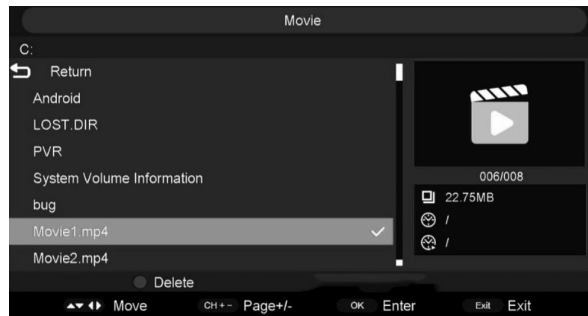 Movie
C:
Return
Android
LOST.DIR
PVR
System Volume Information
bug
Movie1.mp4
Movie2.mp4
006/008
22.75MB
/
/
Delete
Move CH + - Page+/- OK Enter Exit Exit